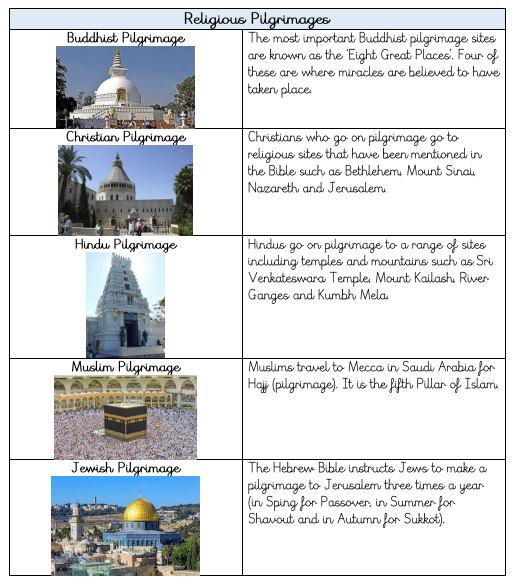 Religious Pilgrimages
Buddhist Pilgrimage
The most important Buddhist pilgrimage sites
are known as the 'Eight Great Places'. Four of
these are where miracles are believed to have
taken place.
Christian Pilgrimage
Christians who go on pilgrimage go to
religious sites that have been mentioned in
the Bible such as Bethlehem, Mount Sinai,
Nazareth and Jerusalem.
Hindu Pilgrimage
Hindus go on pilgrimage to a range of sites
including temples and mountains such as Sri
Venkateswara Temple, Mount Kailash, River
Ganges and Kumbh Mela.
Muslim Pilgrimage
Muslims travel to Mecca in Saudi Arabia for
Hajj (pilgrimage). It is the fifth Pillar of Islam.
Jewish Pilgrimage
The Hebrew Bible instructs Jews to make a
pilgrimage to Jerusalem three times a year
(in Sping for Passover, in Summer for
Shavout and in Autumn for Sukkot).